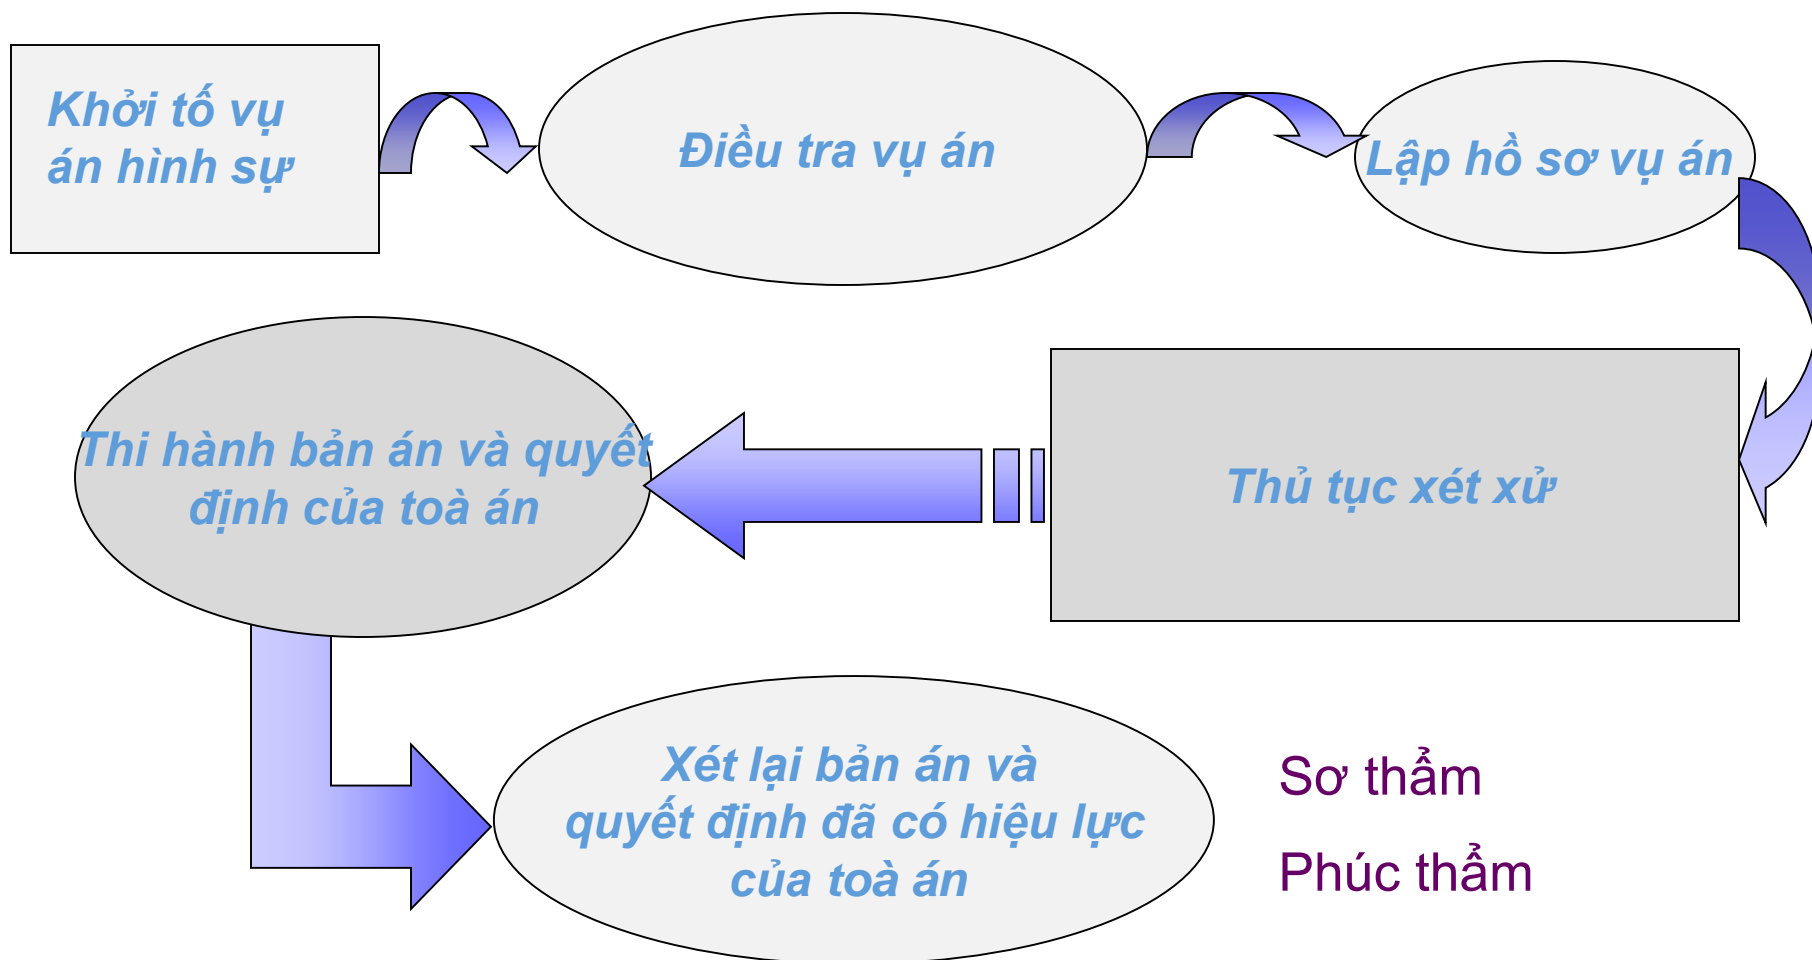 Khởi tố vụ
án hình sự
Điều tra vụ án
Lập hồ sơ vụ án
Thi hành bản án và quyết
định của toà án
Thủ tục xét xử
Xét lại bản án và
quyết định đã có hiệu lực
của toà án
Sơ thẩm
Phúc thẩm